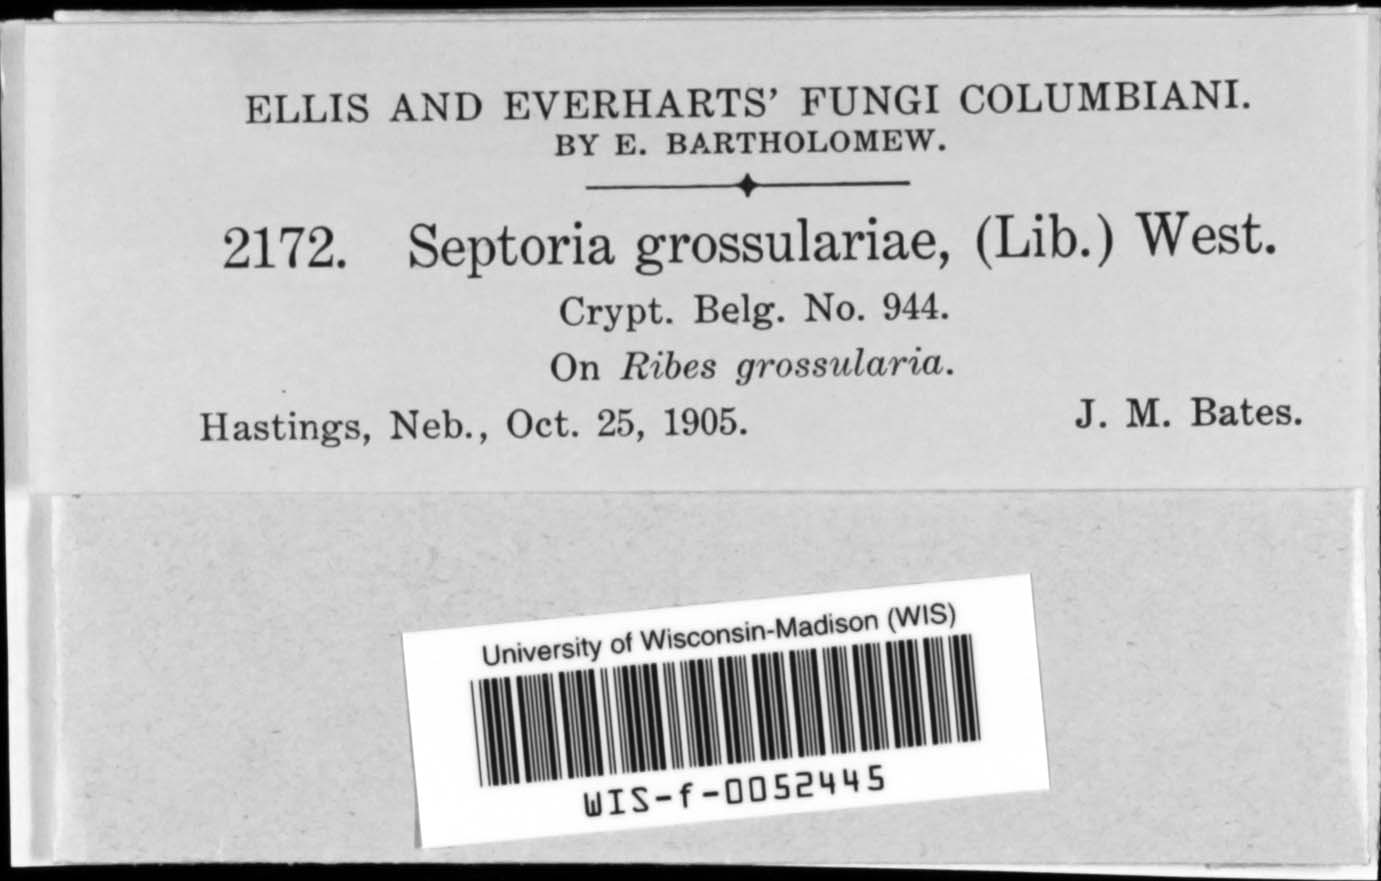 ELLIS AND EVERHARTS' FUNGI COLUMBIANI.
BY E. BARTHOLOMEW.
2172. Septoria grossulariae, (Lib.) West.
Crypt. Belg. No. 944.
On Ribes grossularia.
Hastings, Neb., Oct. 25, 1905. J. M. Bates.
University of Wisconsin-Madison (WIS)
WIS-f-0052445